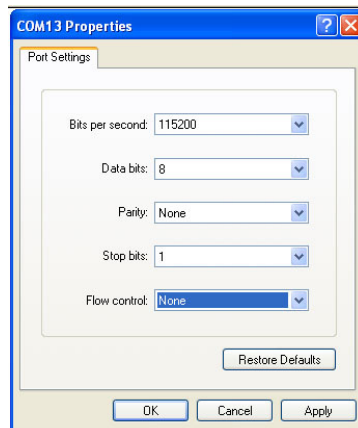 COM13 Properties
Port Settings
Bits per second: 115200
Data bits: 8
Parity: None
Stop bits: 1
Flow control: None
Restore Defaults
OK Cancel Apply